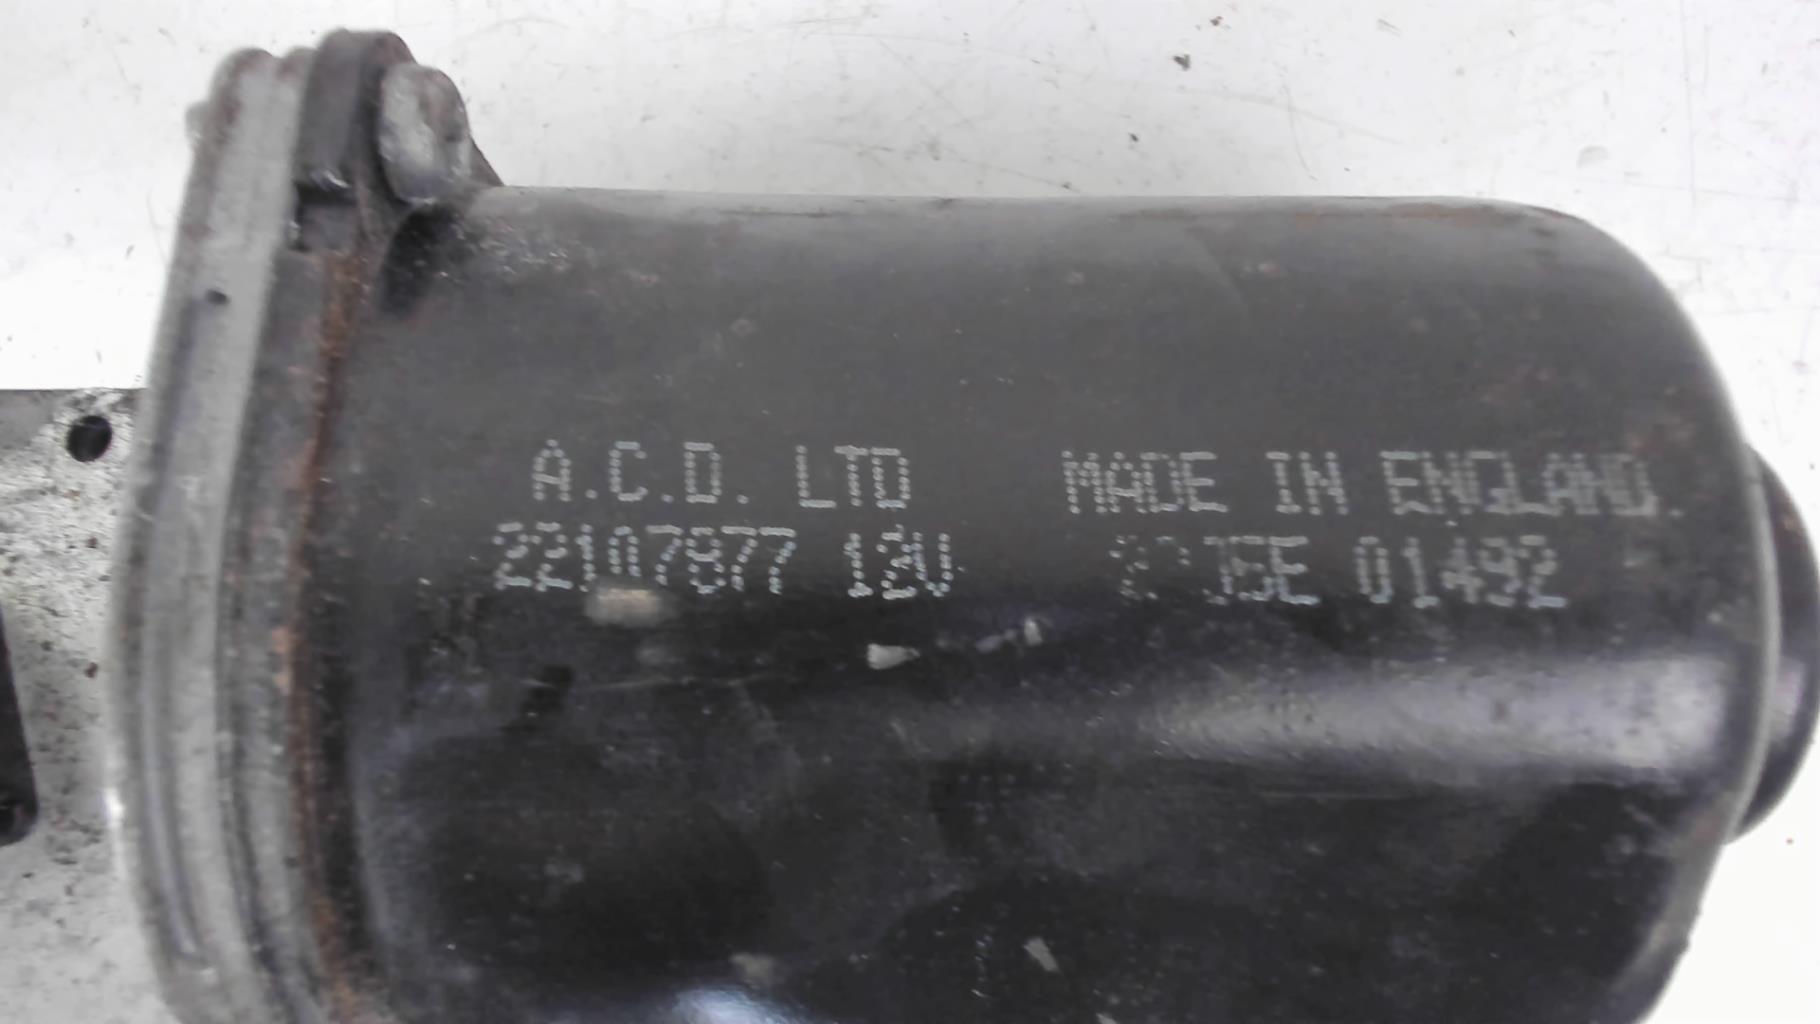 A.C.D. LTD MADE IN ENGLAND.
22107877 12V 01492